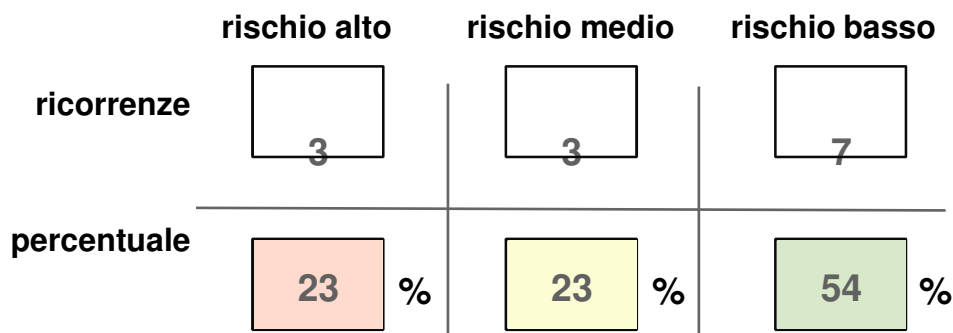 rischio alto rischio medio rischio basso
ricorrenze
3 3 7
percentuale
23 % 23 % 54 %